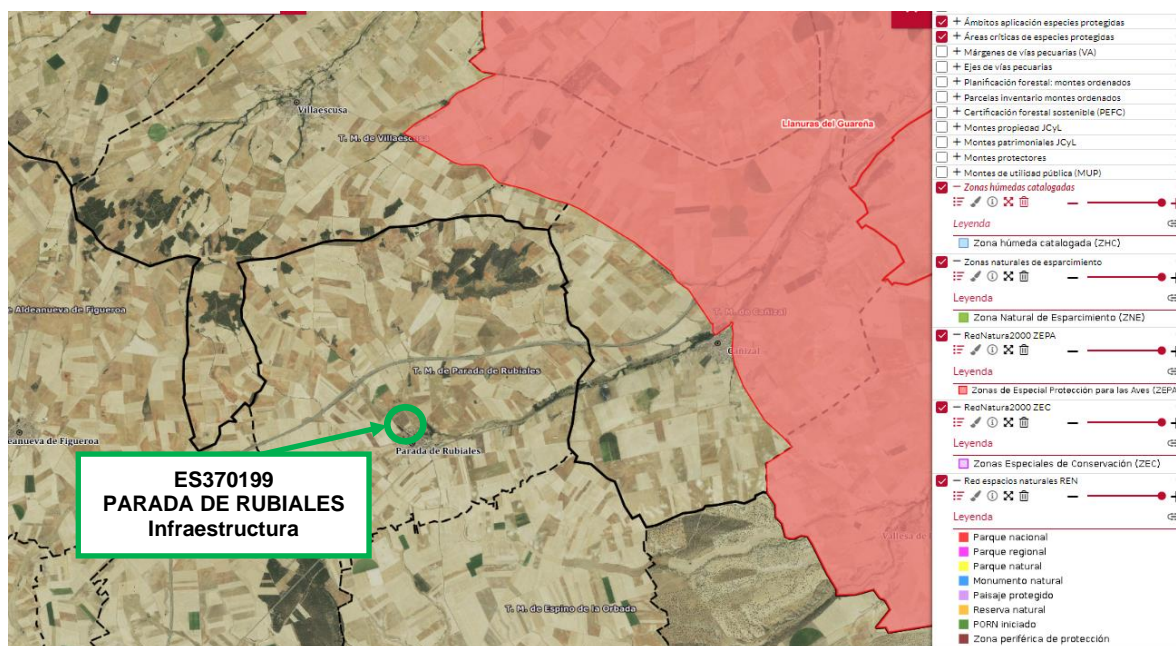 Villaescusa
T. M. de Villaescusa
Llanuras del Guareña
Aldeanueva de Figueroa
T. M. de Cañizal
Cañizal
T. M. de Parada de Rubiales
eanueva de Figueroa
Parada de Rubiales
ES370199
PARADA DE RUBIALES
Infraestructura
T. M. de Espino de la Orbada
+ Ámbitos aplicación especies protegidas
+ Áreas críticas de especies protegidas
+ Márgenes de vías pecuarias (VA)
+ Ejes de vías pecuarias
+ Planificación forestal: montes ordenados
+ Parcelas inventario montes ordenados
+ Certificación forestal sostenible (PEFC)
+ Montes propiedad JCyL
+ Montes patrimoniales JCyL
+ Montes protectores
+ Montes de utilidad pública (MUP)
− Zonas húmedas catalogadas
Leyenda
Zona húmeda catalogada (ZHC)
− Zonas naturales de esparcimiento
Leyenda
Zona Natural de Esparcimiento (ZNE)
− RedNatura2000 ZEPA
Leyenda
Zonas de Especial Protección para las Aves (ZEPA
− RedNatura2000 ZEC
Leyenda
Zonas Especiales de Conservación (ZEC)
− Red espacios naturales REN
Leyenda
Parque nacional
Parque regional
Parque natural
Monumento natural
Paisaje protegido
Reserva natural
PORN iniciado
Zona periférica de protección